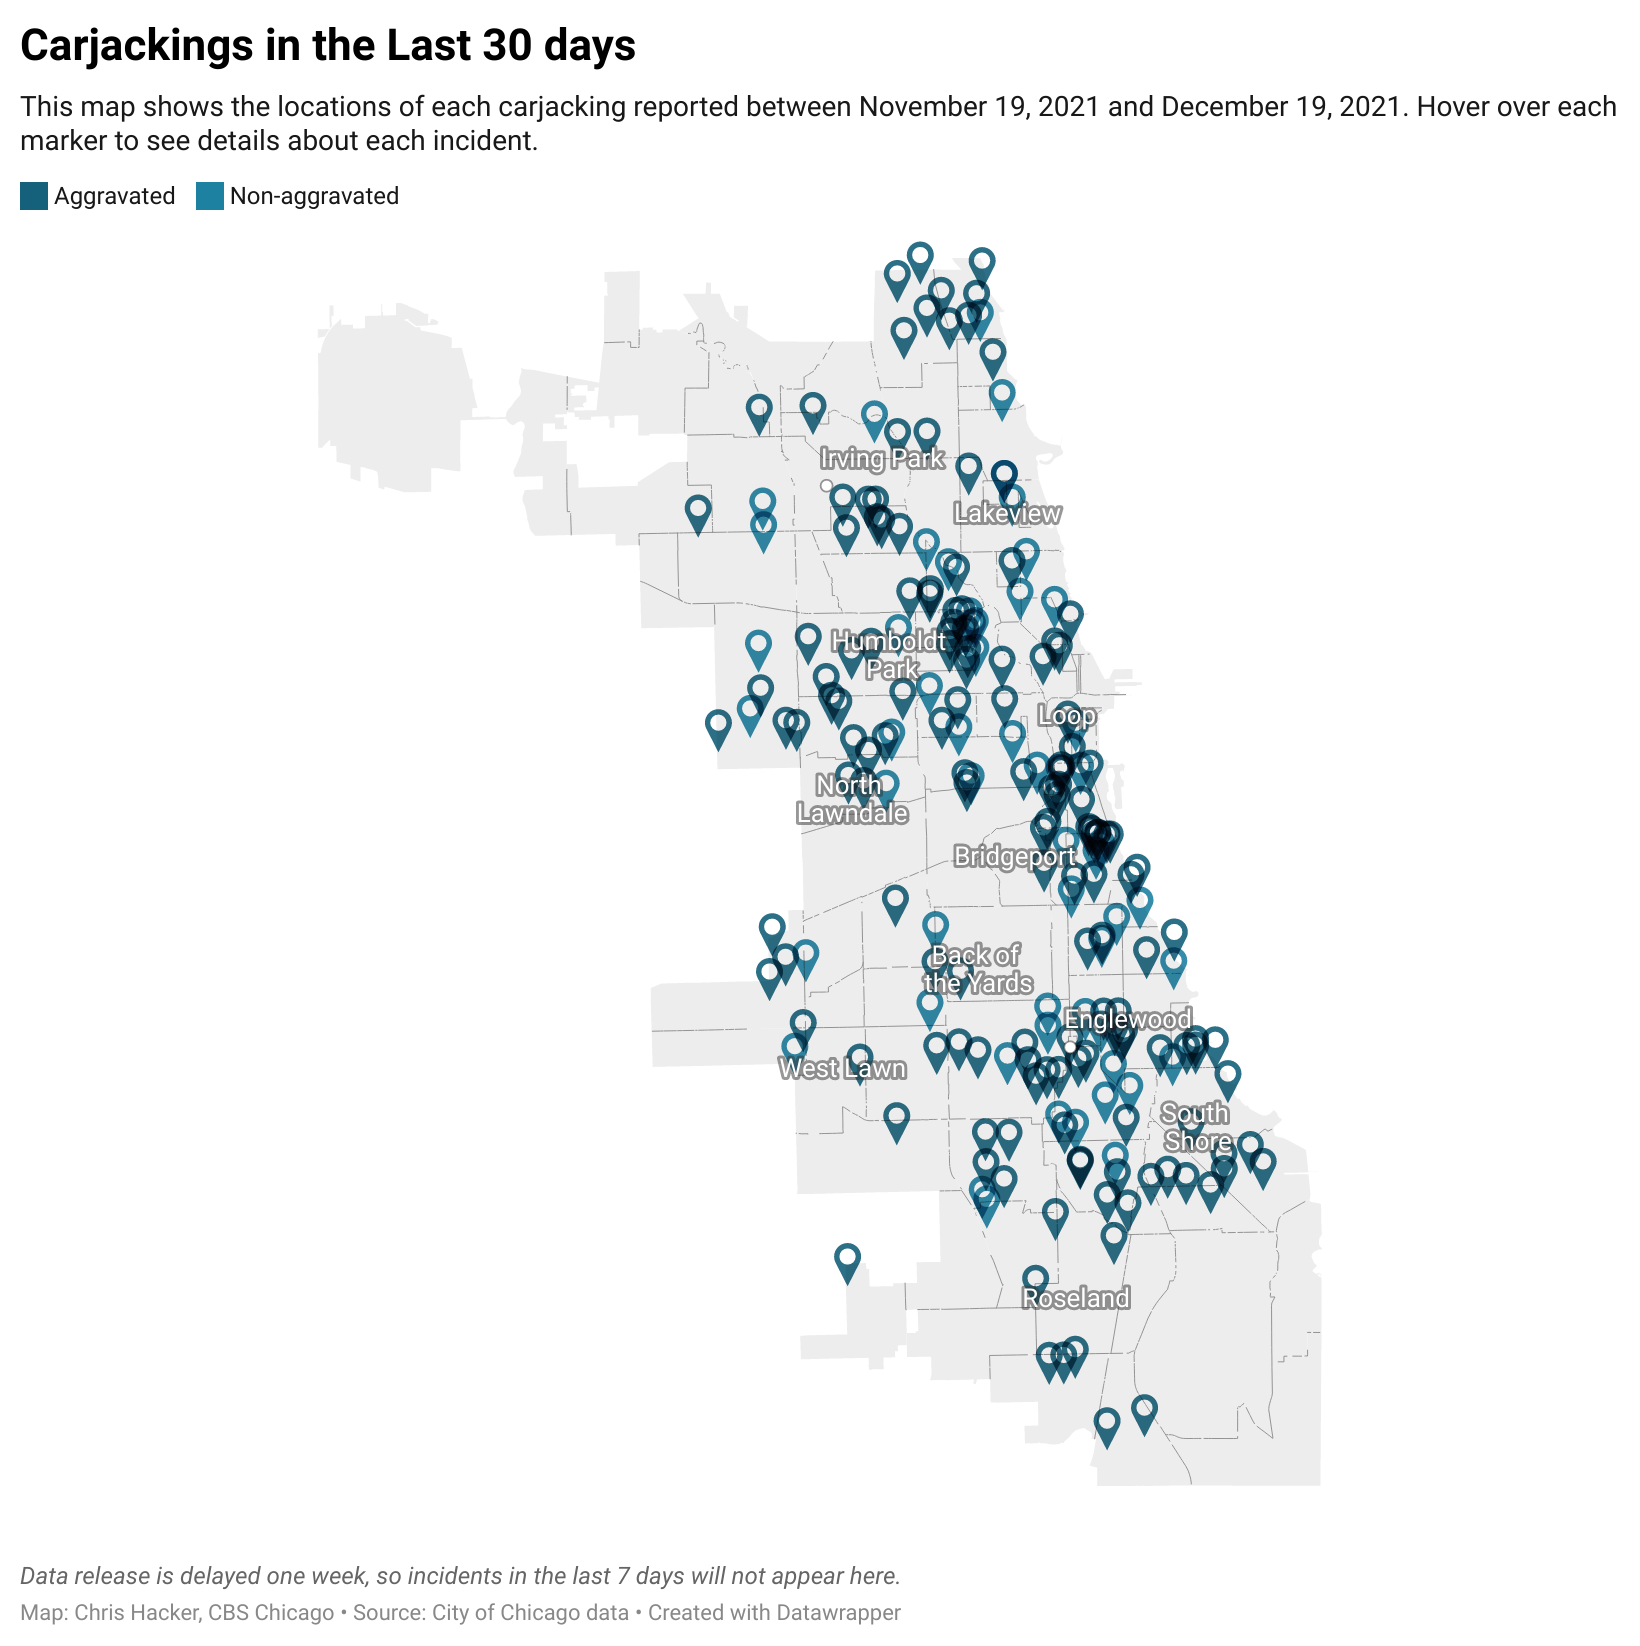 Carjackings in the Last 30 days
This map shows the locations of each carjacking reported between November 19, 2021 and December 19, 2021. Hover over each
marker to see details about each incident.
Aggravated Non-aggravated
Irving Park
Lakeview
Humboldt
Park
Loop
North
Lawndale
Bridgeport
Back of
the Yards
Englewood
West Lawn
South
Shore
Roseland
Data release is delayed one week, so incidents in the last 7 days will not appear here.
Map: Chris Hacker, CBS Chicago • Source: City of Chicago data • Created with Datawrapper